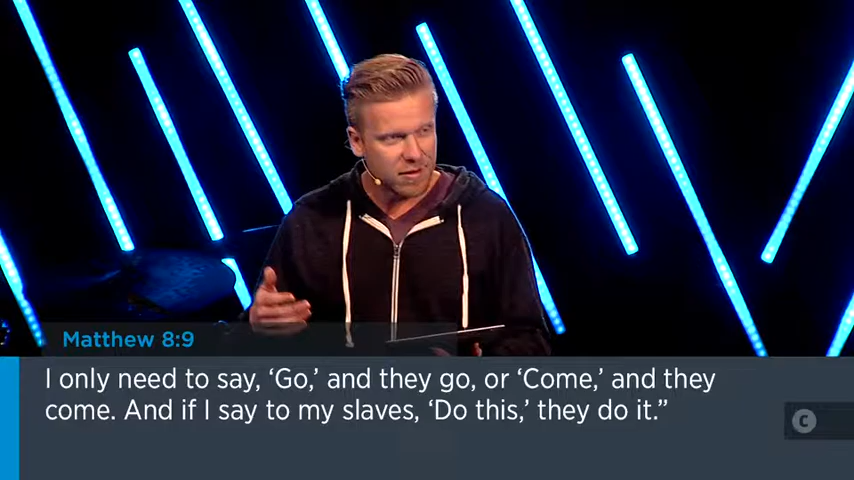 Matthew 8:9
I only need to say, ‘Go,’ and they go, or ‘Come,’ and they
come. And if I say to my slaves, ‘Do this,’ they do it.”
C